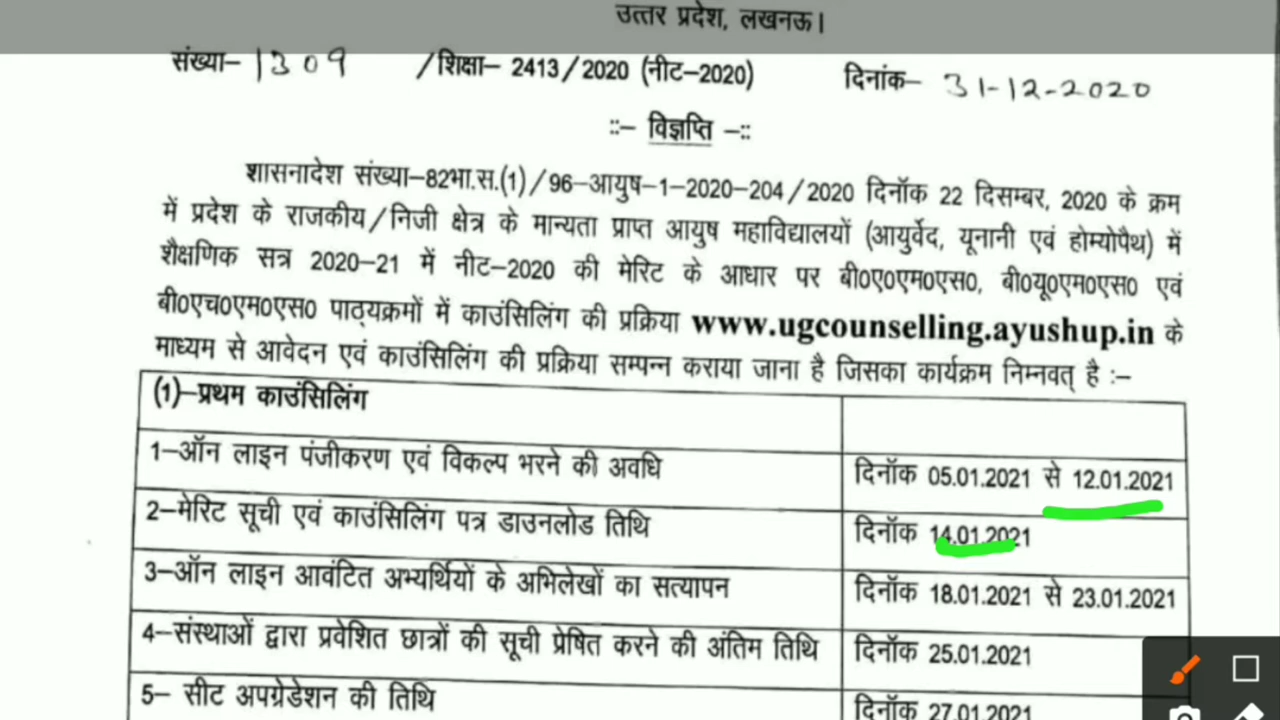 उत्तर प्रदेश, लखनऊ।
संख्या– 1309 /शिक्षा– 2413/2020 (नीट–2020) दिनांक– 31-12-2020
::– विज्ञप्ति –::
शासनादेश संख्या–82भा.स.(1)/96–आयुष–1–2020–204/2020 दिनॉक 22 दिसम्बर, 2020 के क्रम
में प्रदेश के राजकीय/निजी क्षेत्र के मान्यता प्राप्त आयुष महाविद्यालयों (आयुर्वेद, यूनानी एवं होम्योपैथ) में
शैक्षणिक सत्र 2020–21 में नीट–2020 की मेरिट के आधार पर बी0ए0एम0एस0, बी0यू0एम0एस0 एवं
बी0एच0एम0एस0 पाठ्यक्रमों में काउंसिलिंग की प्रक्रिया www.ugcounselling.ayushup.in के
माध्यम से आवेदन एवं काउंसिलिंग की प्रक्रिया सम्पन्न कराया जाना है जिसका कार्यक्रम निम्नवत् है :–
(1)–प्रथम काउंसिलिंग
1–ऑन लाइन पंजीकरण एवं विकल्प भरने की अवधि दिनॉक 05.01.2021 से 12.01.2021
2–मेरिट सूची एवं काउंसिलिंग पत्र डाउनलोड तिथि दिनॉक 14.01.2021
3–ऑन लाइन आवंटित अभ्यर्थियों के अभिलेखों का सत्यापन दिनॉक 18.01.2021 से 23.01.2021
4–संस्थाओं द्वारा प्रवेशित छात्रों की सूची प्रेषित करने की अंतिम तिथि दिनॉक 25.01.2021
5– सीट अपग्रेडेशन की तिथि दिनॉक 27.01.2021